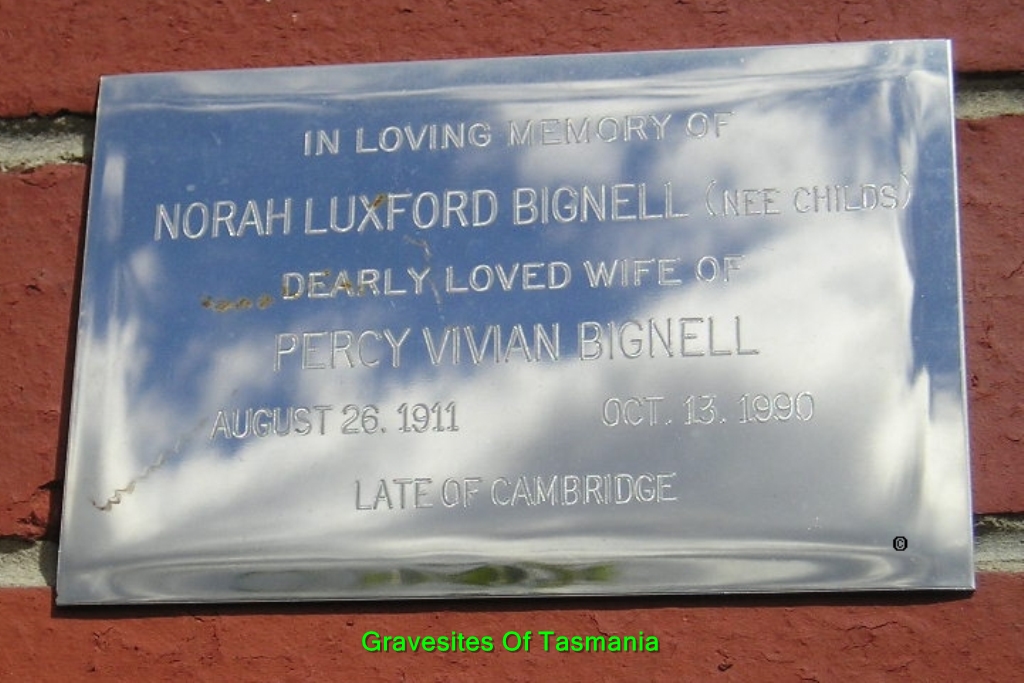 IN LOVING MEMORY OF
NORAH LUXFORD BIGNELL (NEE CHILDS)
DEARLY LOVED WIFE OF
PERCY VIVIAN BIGNELL
AUGUST 26. 1911 OCT. 13. 1990
LATE OF CAMBRIDGE
©
Gravesites Of Tasmania